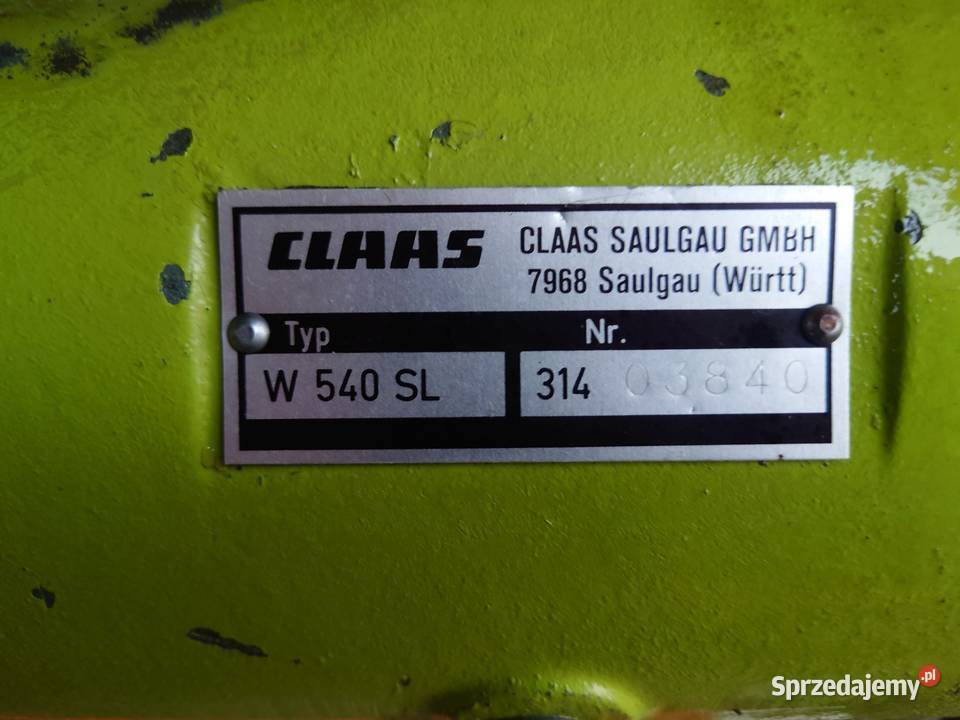 CLAAS
CLAAS SAULGAU GMBH
7968 Saulgau (Württ)
Typ Nr.
W 540 SL 314 03840
Sprzedajemy.pl